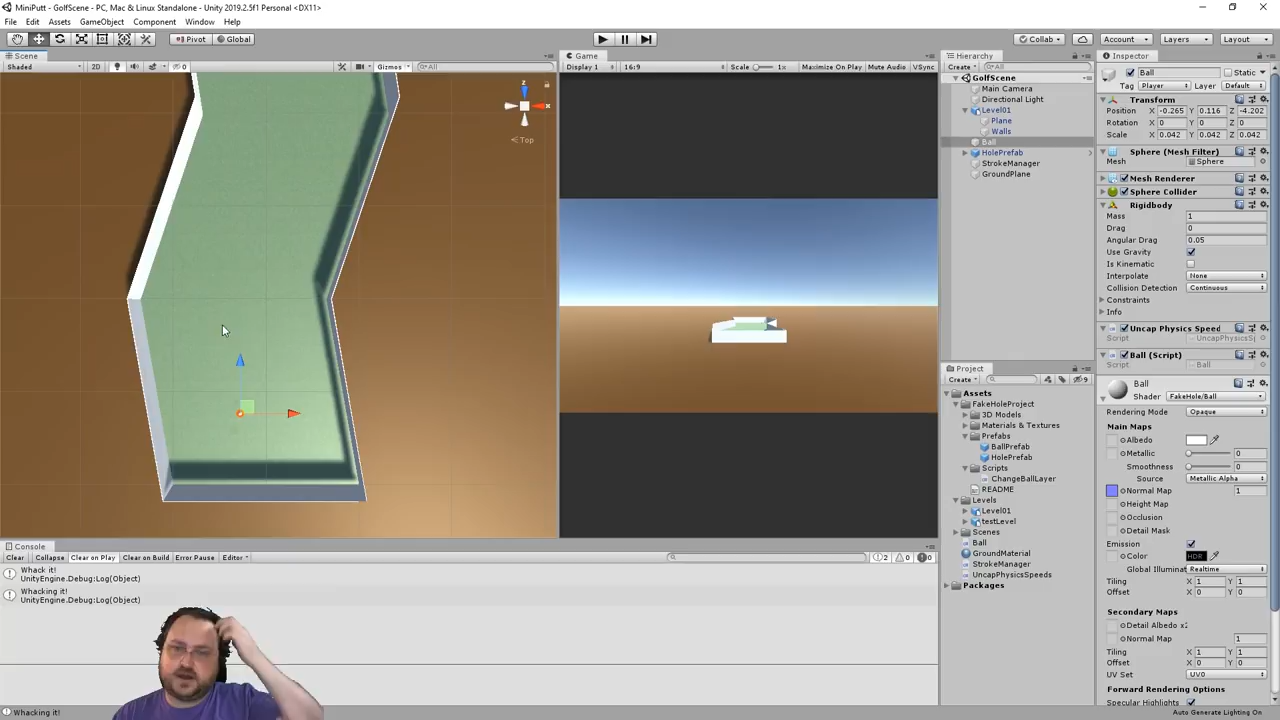 MiniPutt - GolfScene - PC, Mac & Linux Standalone - Unity 2019.2.5f1 Personal <DX11>
File Edit Assets GameObject Component Window Help
Pivot Global
Collab Account Layers Layout
Scene
Shaded 2D 0 Gizmos All
z
x
Top
Game
Display 1 16:9 Scale 1x Maximize On Play Mute Audio VSync
Hierarchy
Create All
GolfScene
Main Camera
Directional Light
Level01
Plane
Walls
Ball
HolePrefab
StrokeManager
GroundPlane
Project
Create 9
Assets
FakeHoleProject
3D Models
Materials & Textures
Prefabs
BallPrefab
HolePrefab
Scripts
ChangeBallLayer
README
Levels
Level01
testLevel
Scenes
Ball
GroundMaterial
StrokeManager
UncapPhysicsSpeeds
Packages
Inspector
Ball Static
Tag Player Layer Default
Transform
Position X -0.265 Y 0.116 Z -4.202
Rotation X 0 Y 0 Z 0
Scale X 0.042 Y 0.042 Z 0.042
Sphere (Mesh Filter)
Mesh Sphere
Mesh Renderer
Sphere Collider
Rigidbody
Mass 1
Drag 0
Angular Drag 0.05
Use Gravity
Is Kinematic
Interpolate None
Collision Detection Continuous
Constraints
Info
Uncap Physics Speed
Script UncapPhysicsSp
Ball (Script)
Script Ball
Ball
Shader FakeHole/Ball
Rendering Mode Opaque
Main Maps
Albedo
Metallic 0
Smoothness 0
Source Metallic Alpha
Normal Map 1
Height Map
Occlusion
Detail Mask
Emission
Color HDR
Global Illuminat Realtime
Tiling X 1 Y 1
Offset X 0 Y 0
Secondary Maps
Detail Albedo x2
Normal Map 1
Tiling X 1 Y 1
Offset X 0 Y 0
UV Set UV0
Forward Rendering Options
Specular Highlights
Console
Clear Collapse Clear on Play Clear on Build Error Pause Editor 2 0 0
Whack it!
UnityEngine.Debug:Log(Object)
Whacking it!
UnityEngine.Debug:Log(Object)
Whacking it!
Auto Generate Lighting On